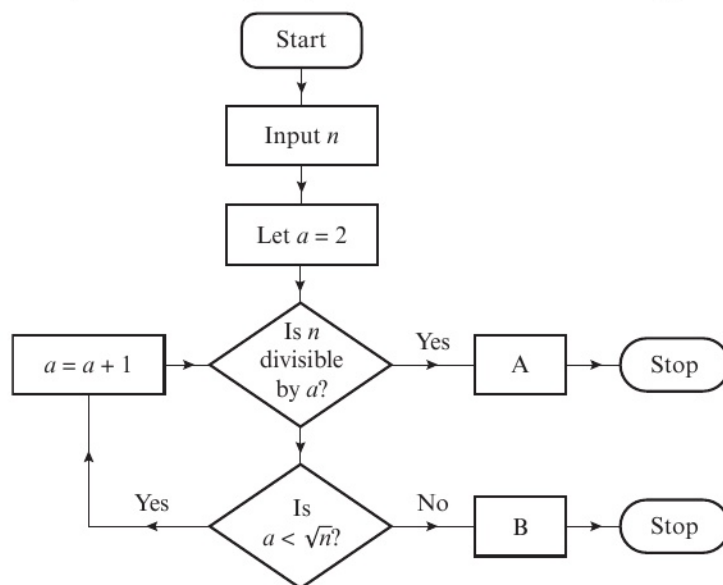 Start
Input n
Let a = 2
Is n
divisible
by a?
Yes
A
Stop
a = a + 1
Is
a < √n?
Yes
No
B
Stop